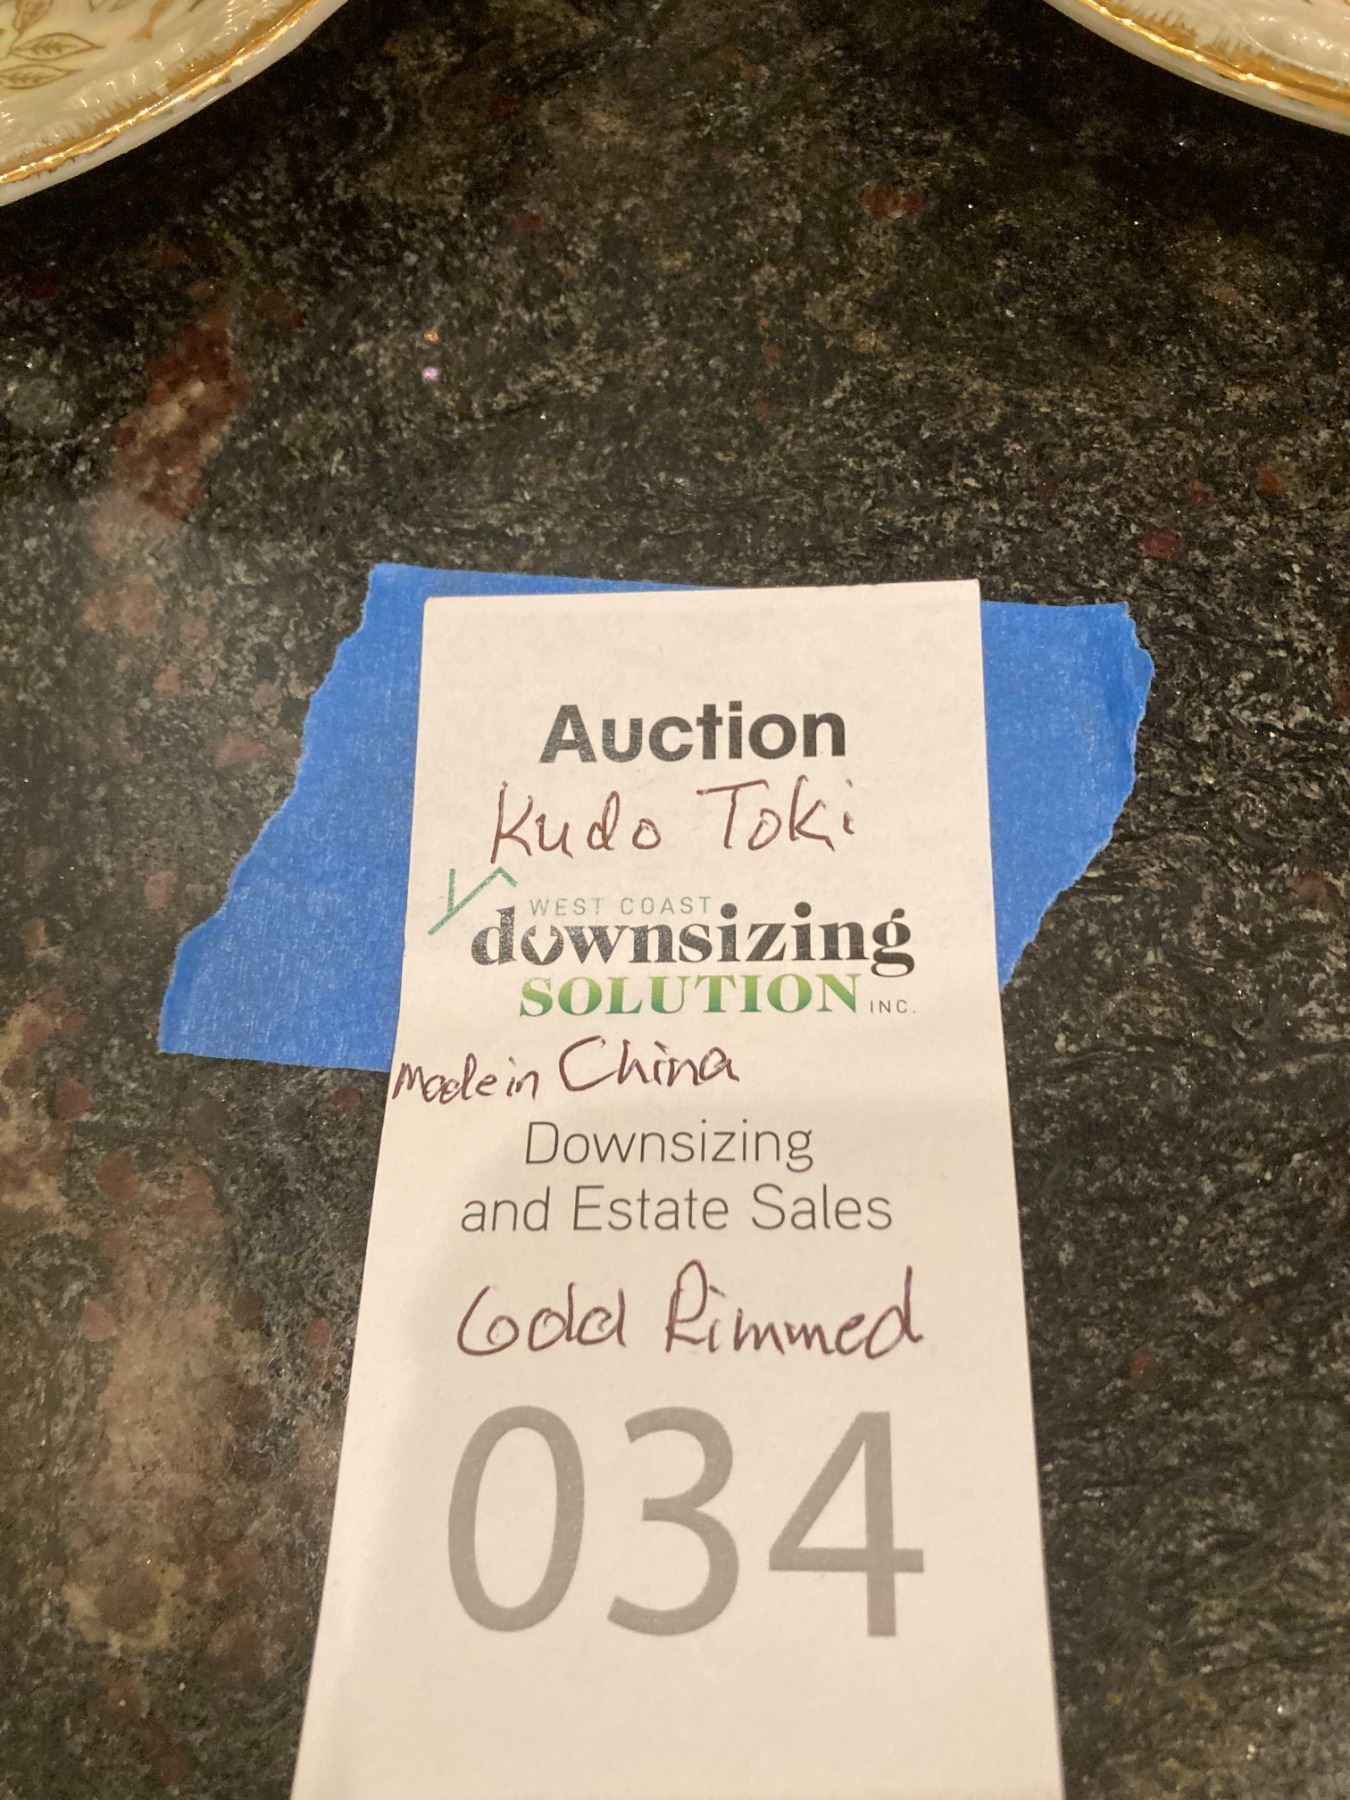 Auction
Kudo Toki
WEST COAST
downsizing
SOLUTION INC.
made in China
Downsizing
and Estate Sales
Gold Rimmed
034